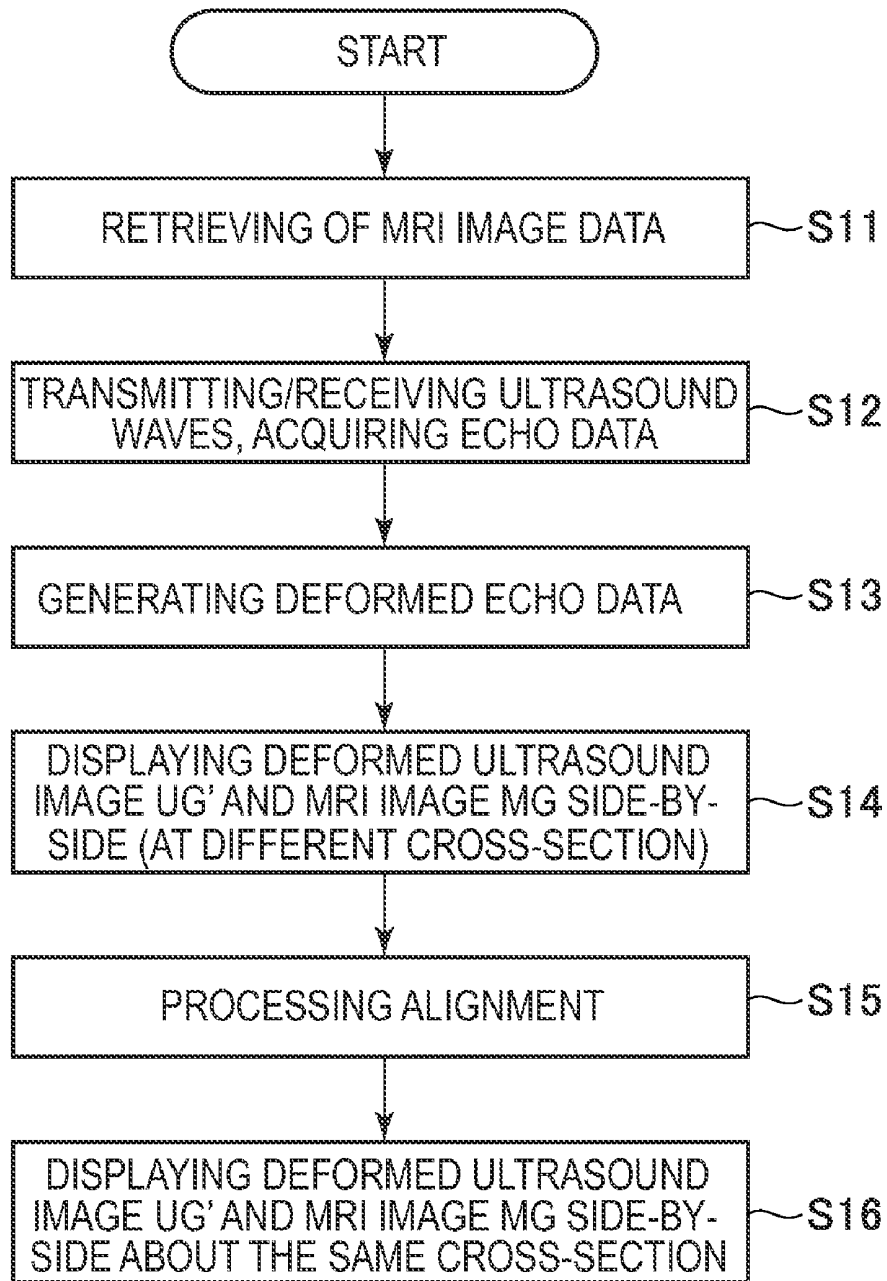 START
RETRIEVING OF MRI IMAGE DATA
S11
TRANSMITTING/RECEIVING ULTRASOUND
WAVES, ACQUIRING ECHO DATA
S12
GENERATING DEFORMED ECHO DATA
S13
DISPLAYING DEFORMED ULTRASOUND
IMAGE UG' AND MRI IMAGE MG SIDE-BY-
SIDE (AT DIFFERENT CROSS-SECTION)
S14
PROCESSING ALIGNMENT
S15
DISPLAYING DEFORMED ULTRASOUND
IMAGE UG' AND MRI IMAGE MG SIDE-BY-
SIDE ABOUT THE SAME CROSS-SECTION
S16